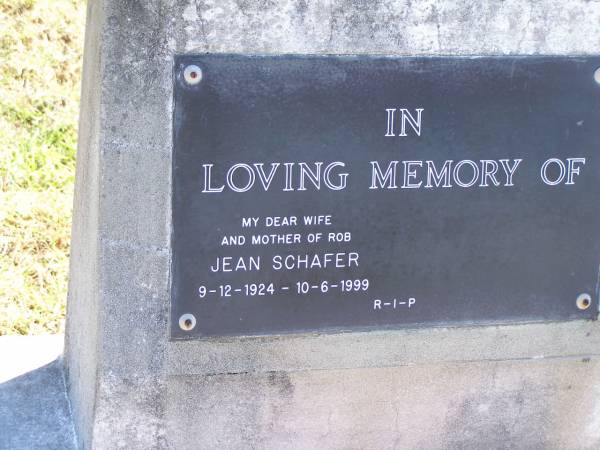 IN
LOVING MEMORY OF
MY DEAR WIFE
AND MOTHER OF ROB
JEAN SCHAFER
9-12-1924 - 10-6-1999
R-I-P